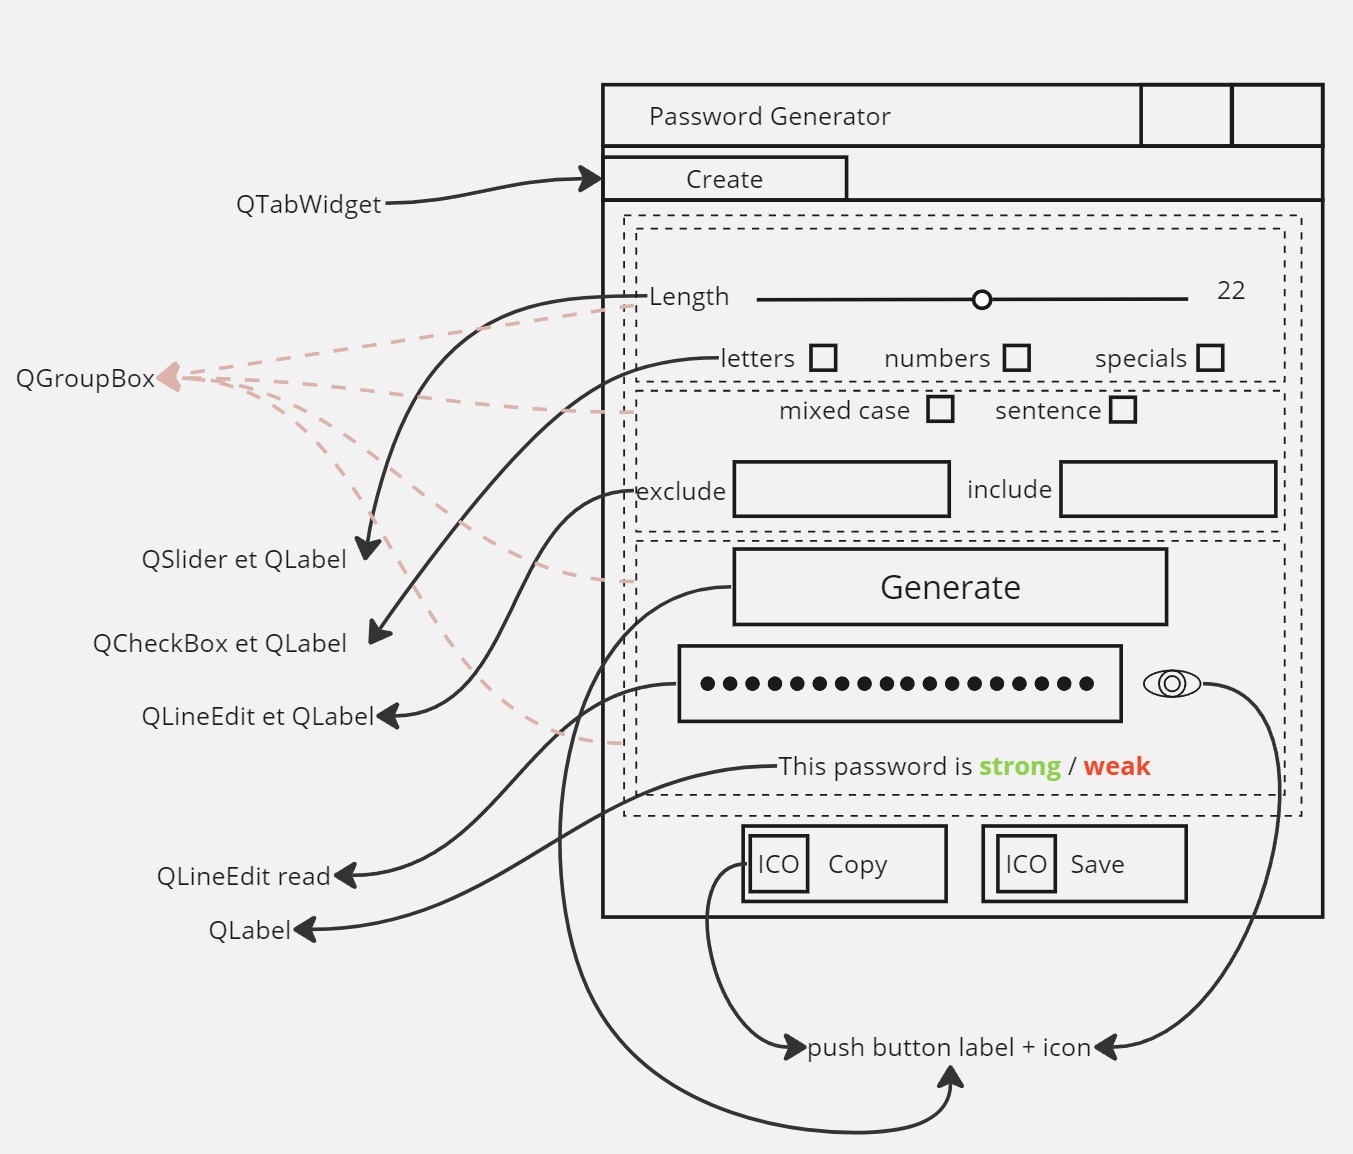 Password Generator
Create
QTabWidget
Length 22
letters numbers specials
QGroupBox
mixed case sentence
exclude include
QSlider et QLabel
Generate
QCheckBox et QLabel
QLineEdit et QLabel
This password is strong / weak
ICO Copy ICO Save
QLineEdit read
QLabel
push button label + icon